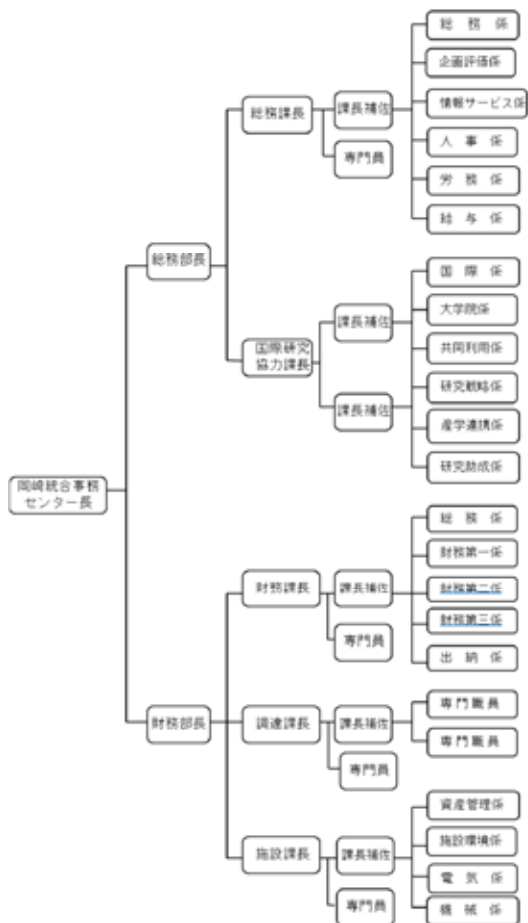 総務係
企画評価係
情報サービス係
人事係
労務係
給与係
総務課長
課長補佐
専門員
総務部長
国際係
大学院係
共同利用係
研究戦略係
産学連携係
研究助成係
課長補佐
課長補佐
国際研究
協力課長
岡崎統合事務
センター長
総務係
財務第一係
財務第二係
財務第三係
出納係
財務課長
課長補佐
専門員
財務部長
調達課長
課長補佐
専門員
専門職員
専門職員
資産管理係
施設環境係
電気係
機械係
施設課長
課長補佐
専門員